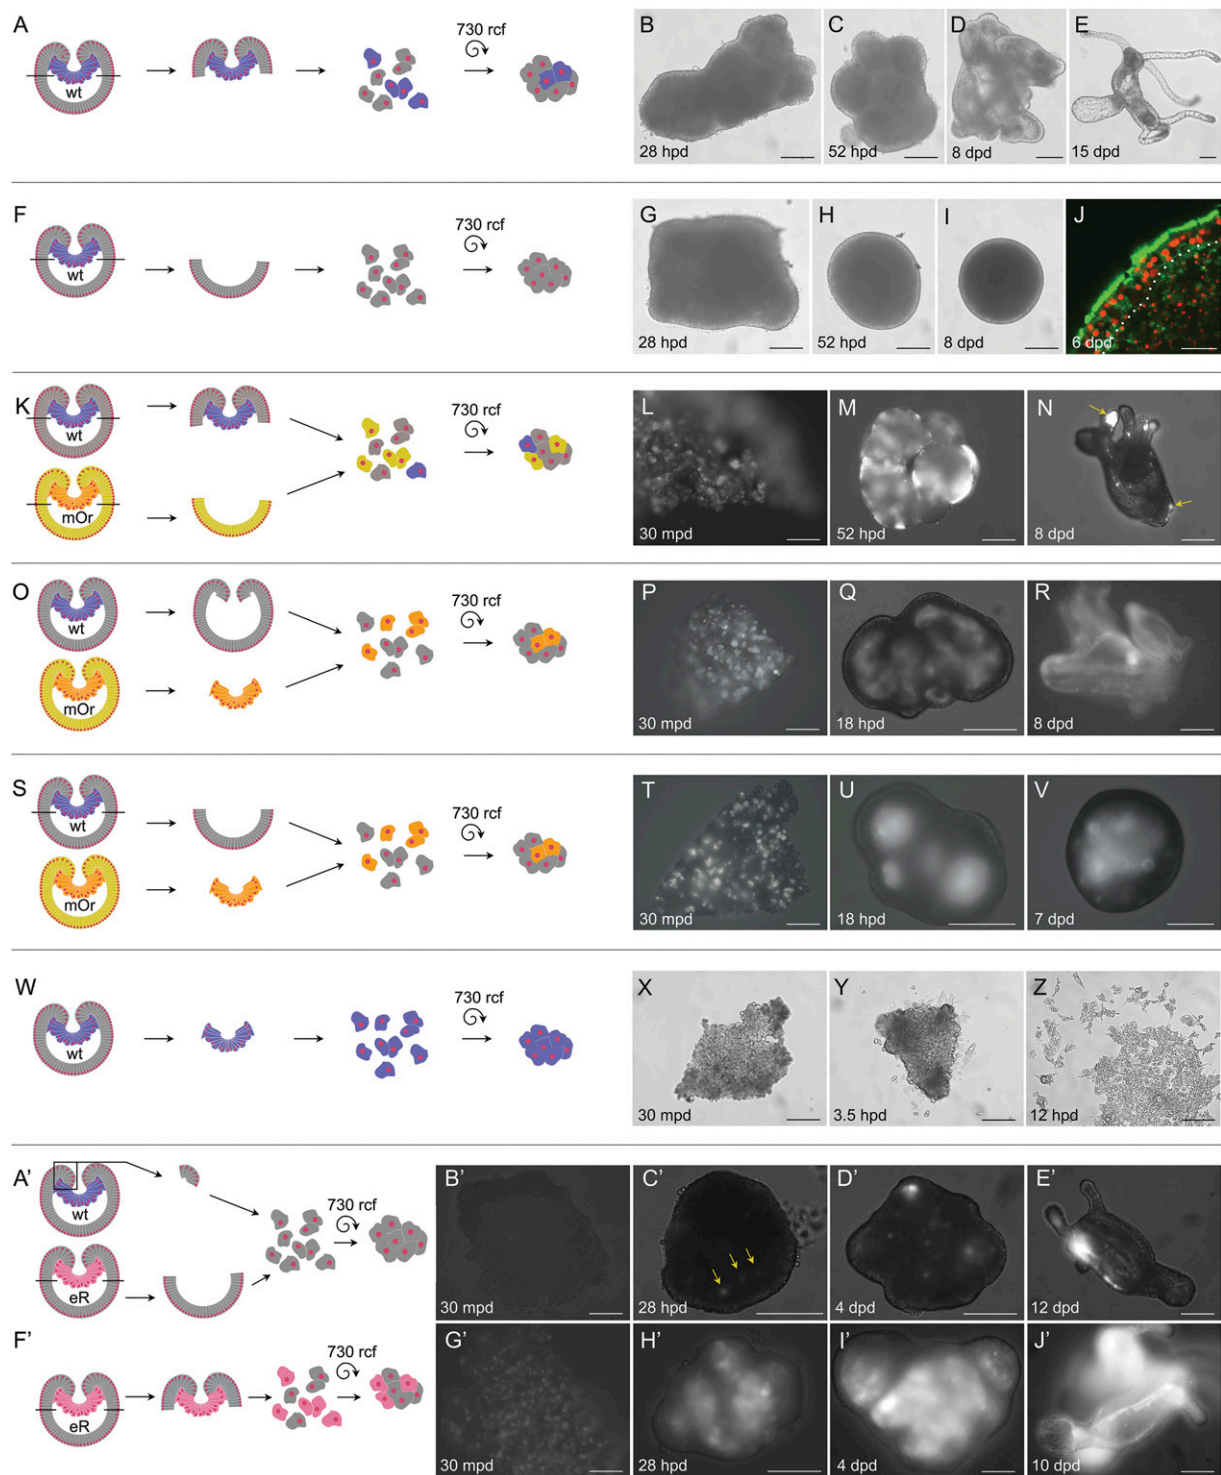 A
730 rcf
wt
B
28 hpd
C
52 hpd
D
8 dpd
E
15 dpd
F
730 rcf
wt
G
28 hpd
H
52 hpd
I
8 dpd
J
6 dpd
K
730 rcf
wt
mOr
L
30 mpd
M
52 hpd
N
8 dpd
O
730 rcf
wt
mOr
P
30 mpd
Q
18 hpd
R
8 dpd
S
730 rcf
wt
mOr
T
30 mpd
U
18 hpd
V
7 dpd
W
730 rcf
wt
X
30 mpd
Y
3.5 hpd
Z
12 hpd
A'
wt
730 rcf
eR
B'
30 mpd
C'
28 hpd
D'
4 dpd
E'
12 dpd
F'
730 rcf
eR
G'
30 mpd
H'
28 hpd
I'
4 dpd
J'
10 dpd